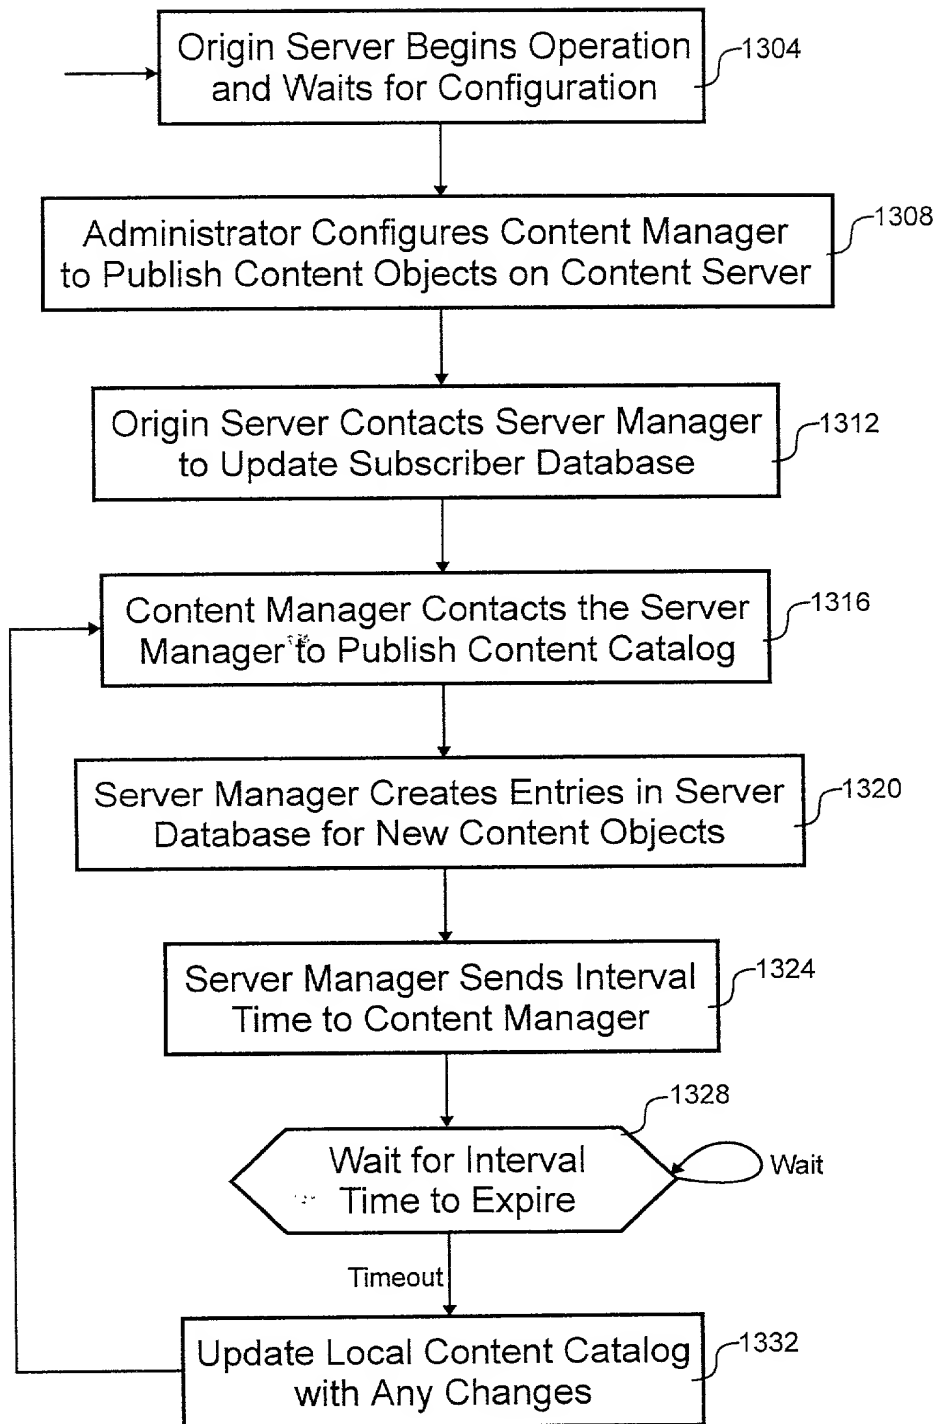 Origin Server Begins Operation
and Waits for Configuration
1304
Administrator Configures Content Manager
to Publish Content Objects on Content Server
1308
Origin Server Contacts Server Manager
to Update Subscriber Database
1312
Content Manager Contacts the Server
Manager to Publish Content Catalog
1316
Server Manager Creates Entries in Server
Database for New Content Objects
1320
Server Manager Sends Interval
Time to Content Manager
1324
Wait for Interval
Time to Expire
1328
Wait
Timeout
Update Local Content Catalog
with Any Changes
1332